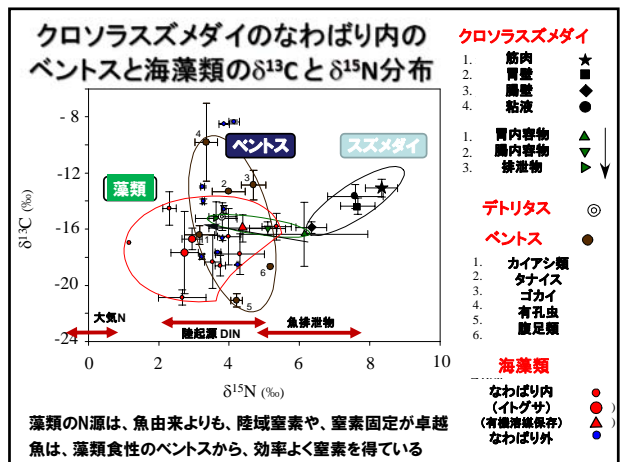 クロソラスズメダイのなわばり内の
ベントスと海藻類のδ¹³Cとδ¹⁵N分布
クロソラスズメダイ
1. 筋肉
2. 胃壁
3. 腸壁
4. 粘液
1. 胃内容物
2. 腸内容物
3. 排泄物
デトリタス
ベントス
1. カイアシ類
2. タナイス
3. ゴカイ
4. 有孔虫
5. 腹足類
6.
海藻類
なわばり内
(イトグサ)
(有機溶媒保存)
なわばり外
ベントス
スズメダイ
藻類
1
2
3
4
5
6
- 8
-12
-16
-20
-24
δ¹³C (‰)
大気N
陸起源 DIN
魚排泄物
0 2 4 6 8 10
δ¹⁵N (‰)
藻類のN源は、魚由来よりも、陸域窒素や、窒素固定が卓越
魚は、藻類食性のベントスから、効率よく窒素を得ている